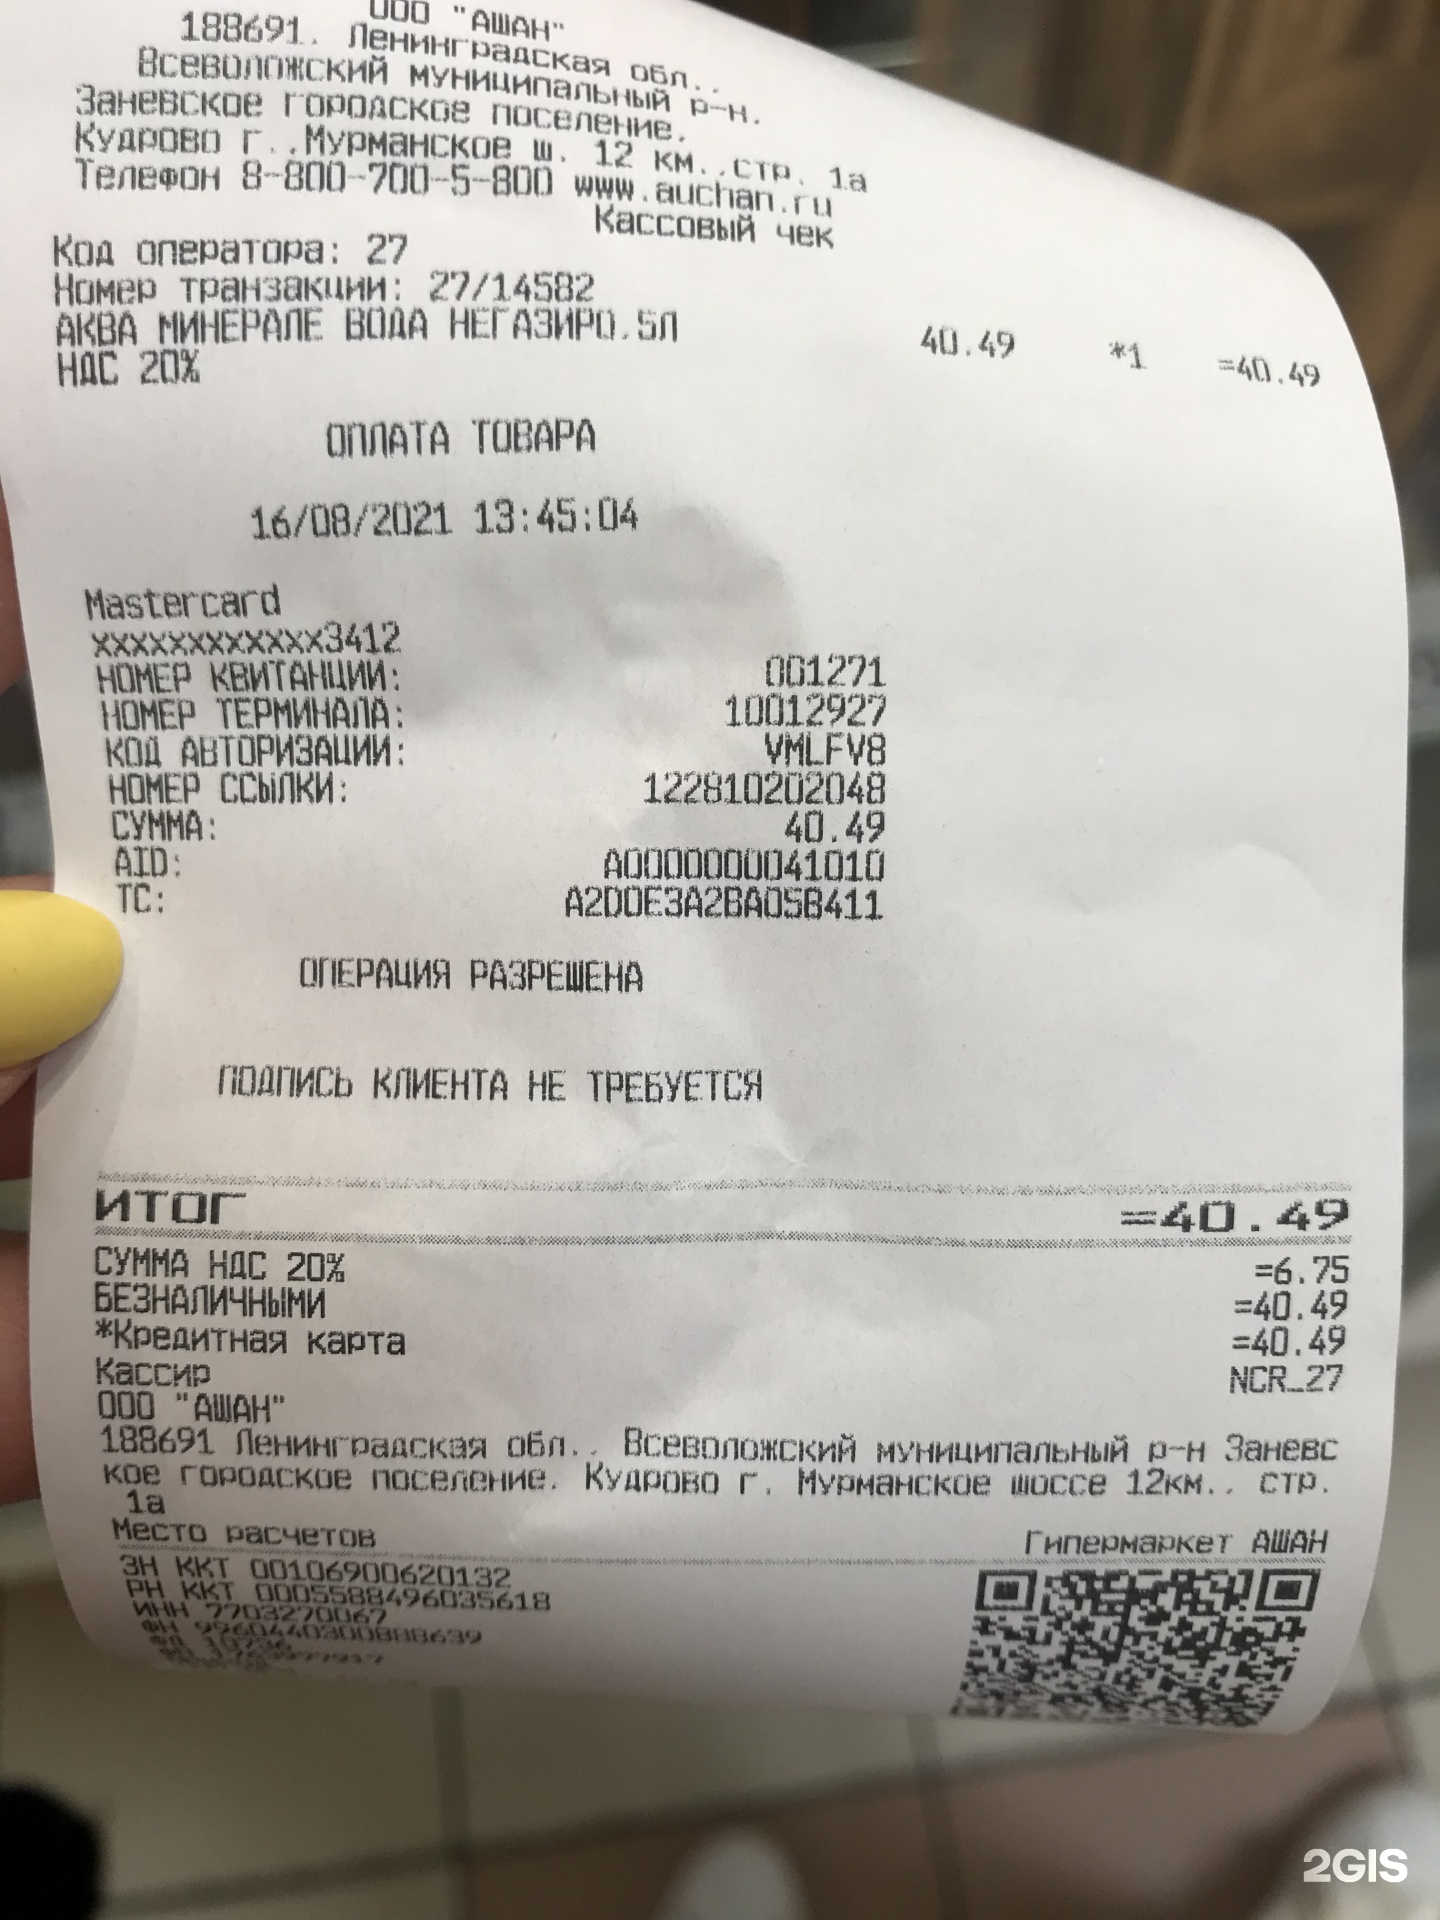 ООО "АШАН"
188691. Ленинградская обл..
Всеволожский муниципальный р-н.
Заневское городское поселение.
Кудрово г..Мурманское ш. 12 км..стр. 1а
Телефон 8-800-700-5-800 www.auchan.ru
Кассовый чек
Код оператора: 27
Номер транзакции: 27/14582
АКВА МИНЕРАЛЕ ВОДА НЕГАЗИР0.5Л 40.49 *1 =40.49
НДС 20%
ОПЛАТА ТОВАРА
16/08/2021 13:45:04
Mastercard
xxxxxxxxxxxx3412
НОМЕР КВИТАНЦИИ: 001271
НОМЕР ТЕРМИНАЛА: 10012927
КОД АВТОРИЗАЦИИ: VMLFV8
НОМЕР ССЫЛКИ: 122810202048
СУММА: 40.49
AID: A0000000041010
TC: A2D0E3A2BA05B411
ОПЕРАЦИЯ РАЗРЕШЕНА
ПОДПИСЬ КЛИЕНТА НЕ ТРЕБУЕТСЯ
ИТОГ =40.49
СУММА НДС 20% =6.75
БЕЗНАЛИЧНЫМИ =40.49
*Кредитная карта =40.49
Кассир NCR_27
ООО "АШАН"
188691 Ленинградская обл.. Всеволожский муниципальный р-н Заневс
кое городское поселение. Кудрово г. Мурманское шоссе 12км.. стр.
1а
Место расчетов Гипермаркет АШАН
ЗН ККТ 00106900620132
РН ККТ 0005588496035618
ИНН 7703270067
ФН 9960440300888639
ФД 10736
2GIS